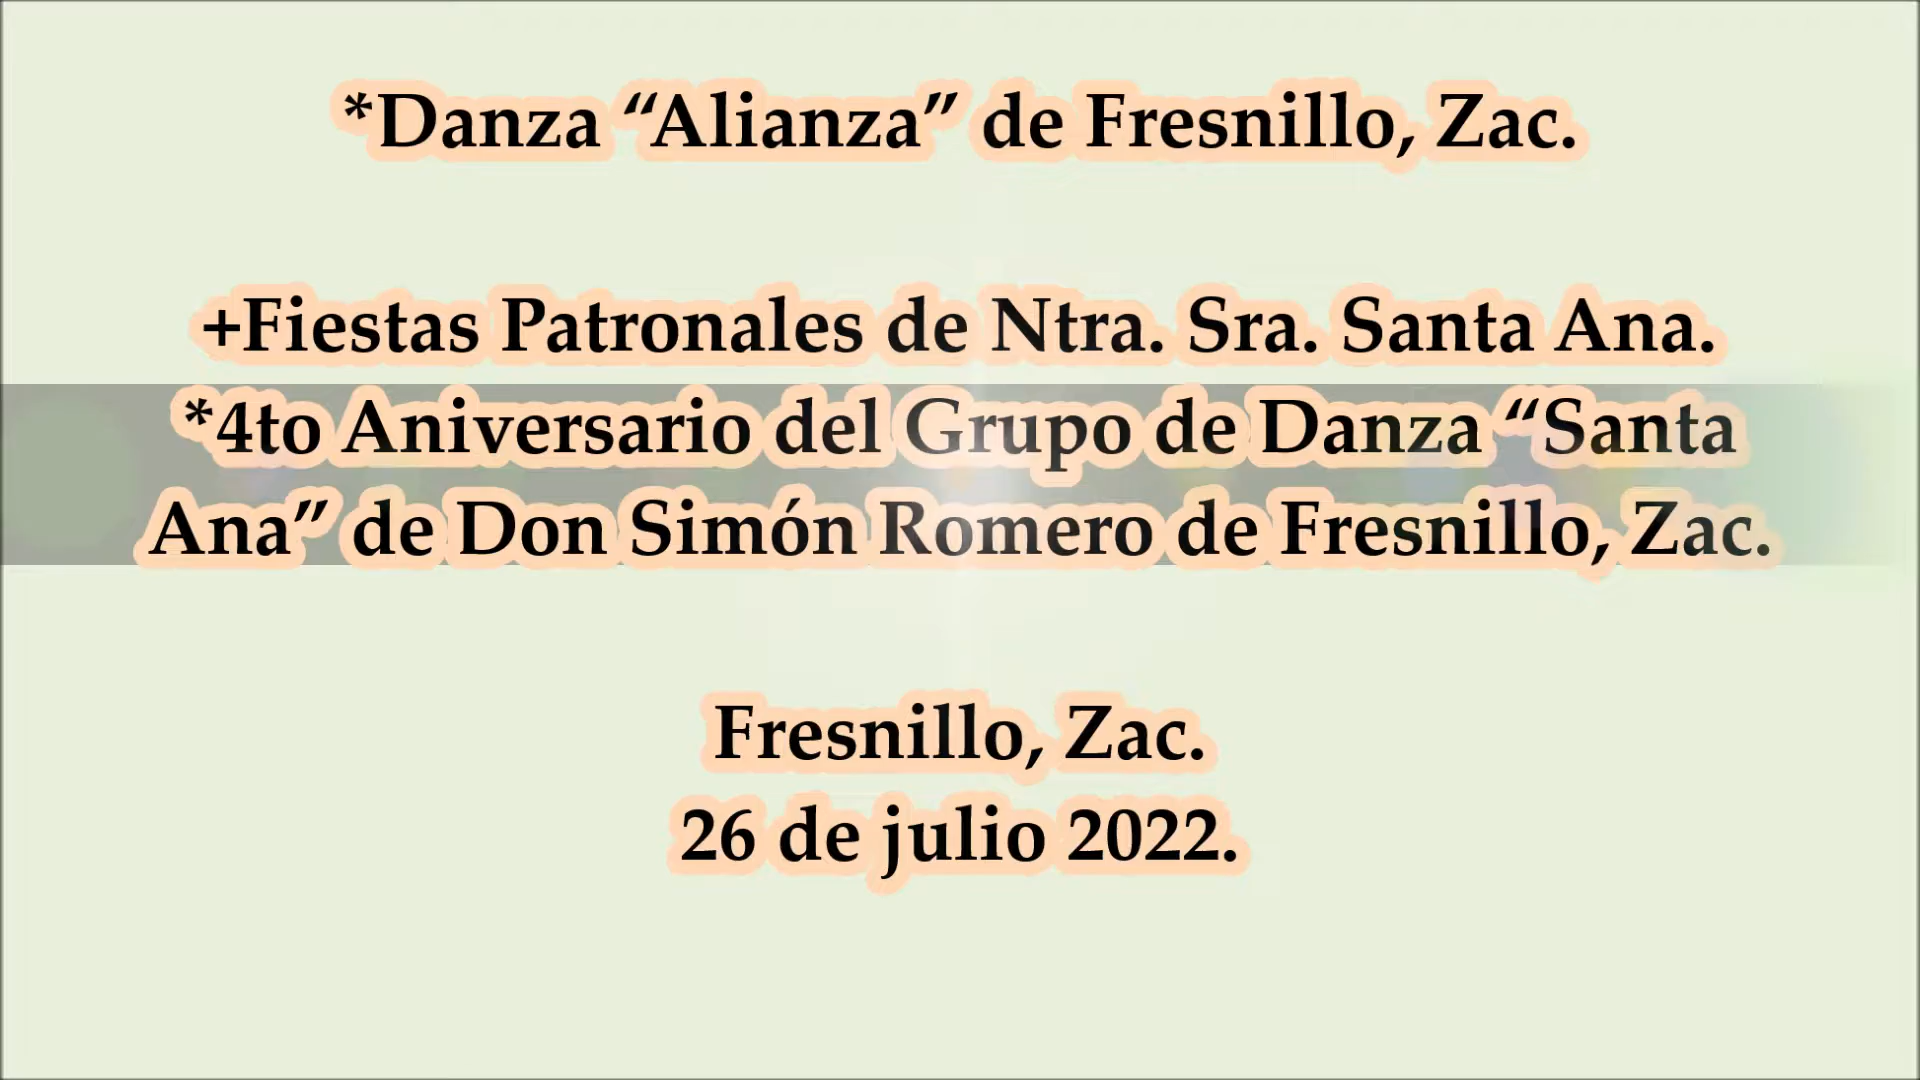 *Danza “Alianza” de Fresnillo, Zac.
+Fiestas Patronales de Ntra. Sra. Santa Ana.
*4to Aniversario del Grupo de Danza “Santa
Ana” de Don Simón Romero de Fresnillo, Zac.
Fresnillo, Zac.
26 de julio 2022.